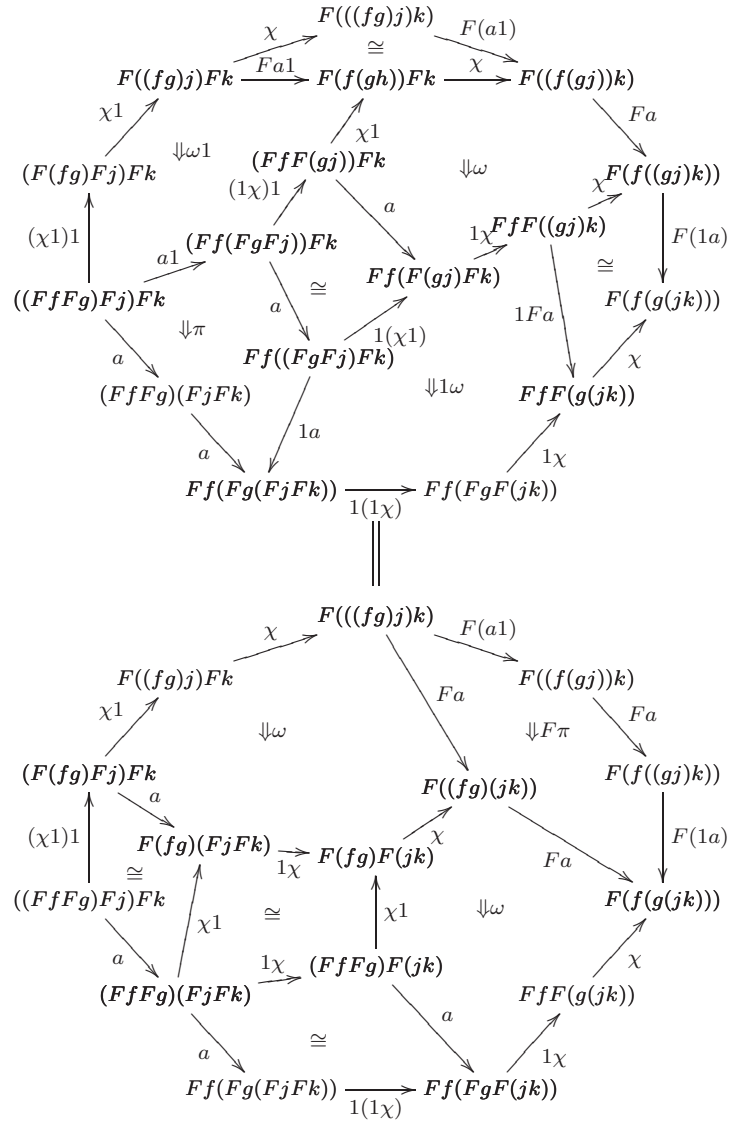 F(((fg)j)k)
χ ≅ F(a1)
F((fg)j)Fk Fa1 F(f(gh))Fk χ F((f(gj))k)
χ1 ⇓ω1 χ1 Fa
(F(fg)Fj)Fk (FfF(gj))Fk ⇓ω F(f((gj)k))
(1χ)1 χ
(χ1)1 a1 (Ff(FgFj))Fk a 1χ FfF((gj)k) F(1a)
((FfFg)Fj)Fk ≅ Ff(F(gj)Fk) ≅ F(f(g(jk)))
a ⇓π a 1(χ1) 1Fa χ
Ff((FgFj)Fk)
(FfFg)(FjFk) ⇓1ω FfF(g(jk))
a 1a 1χ
Ff(Fg(FjFk)) 1(1χ) Ff(FgF(jk))
F(((fg)j)k)
χ F(a1)
F((fg)j)Fk F((f(gj))k)
χ1 ⇓ω Fa ⇓Fπ Fa
(F(fg)Fj)Fk F((fg)(jk)) F(f((gj)k))
a
(χ1)1 F(fg)(FjFk) 1χ F(fg)F(jk) χ Fa F(1a)
≅
((FfFg)Fj)Fk χ1 ≅ χ1 ⇓ω F(f(g(jk)))
a 1χ (FfFg)F(jk) χ
(FfFg)(FjFk) a FfF(g(jk))
a ≅ 1χ
Ff(Fg(FjFk)) 1(1χ) Ff(FgF(jk))